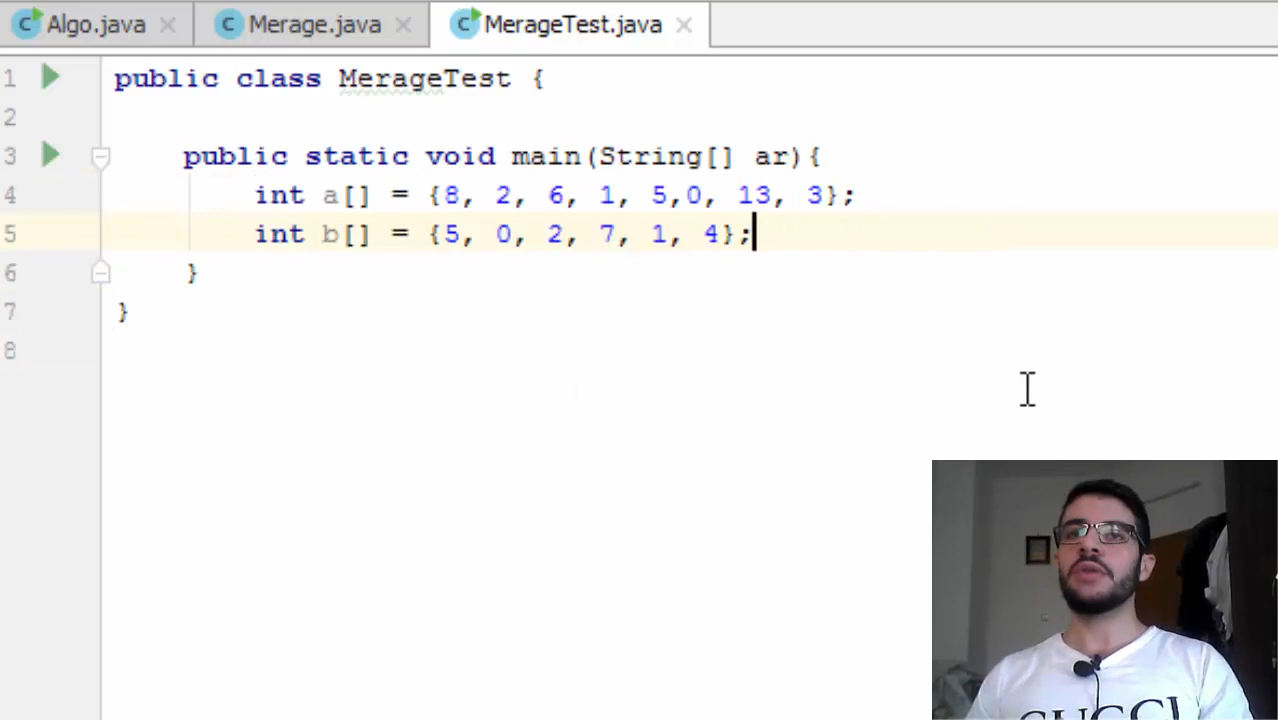 Algo.java
Merage.java
MerageTest.java
1 public class MerageTest {
2
3 public static void main(String[] ar){
4 int a[] = {8, 2, 6, 1, 5,0, 13, 3};
5 int b[] = {5, 0, 2, 7, 1, 4};
6 }
7 }
8
GUCCI